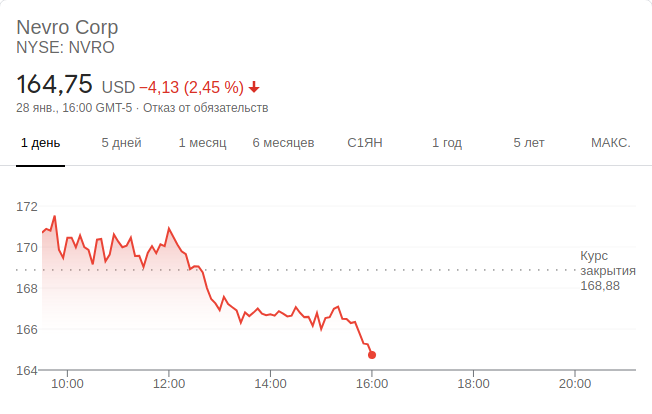 Nevro Corp
NYSE: NVRO
164,75 USD −4,13 (2,45 %)
28 янв., 16:00 GMT-5 · Отказ от обязательств
1 день 5 дней 1 месяц 6 месяцев С1ЯН 1 год 5 лет МАКС.
172
170
Курс
закрытия
168,88
168
166
164
10:00 12:00 14:00 16:00 18:00 20:00